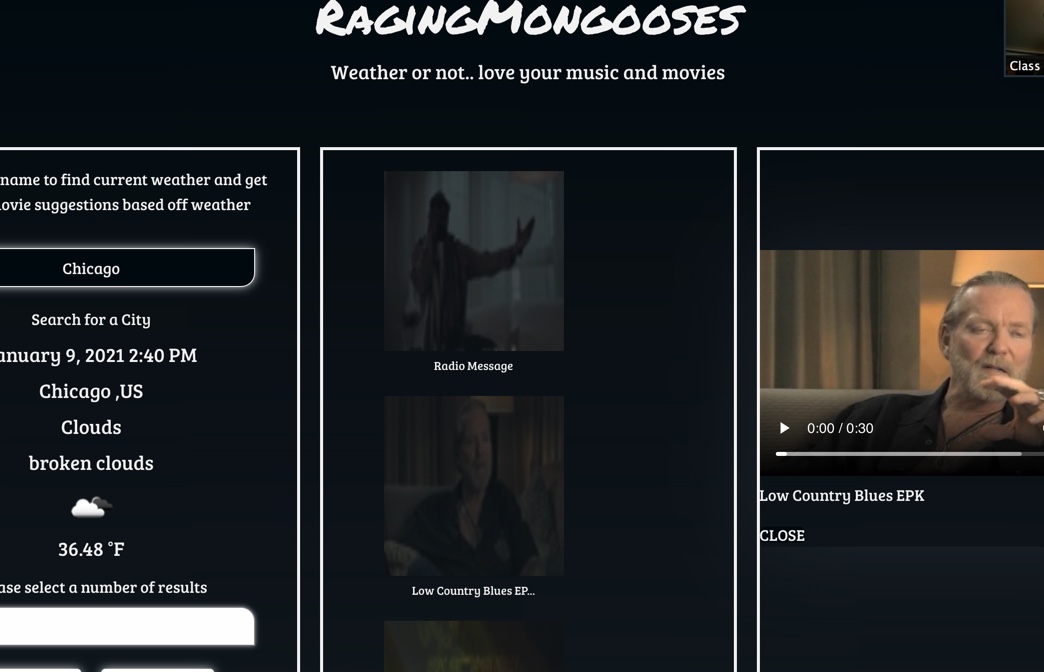 RagingMongooses
Weather or not.. love your music and movies
Class
name to find current weather and get
ovie suggestions based off weather
Chicago
Search for a City
anuary 9, 2021 2:40 PM
Chicago ,US
Clouds
broken clouds
36.48 °F
ase select a number of results
Radio Message
Low Country Blues EP...
0:00 / 0:30
Low Country Blues EPK
CLOSE